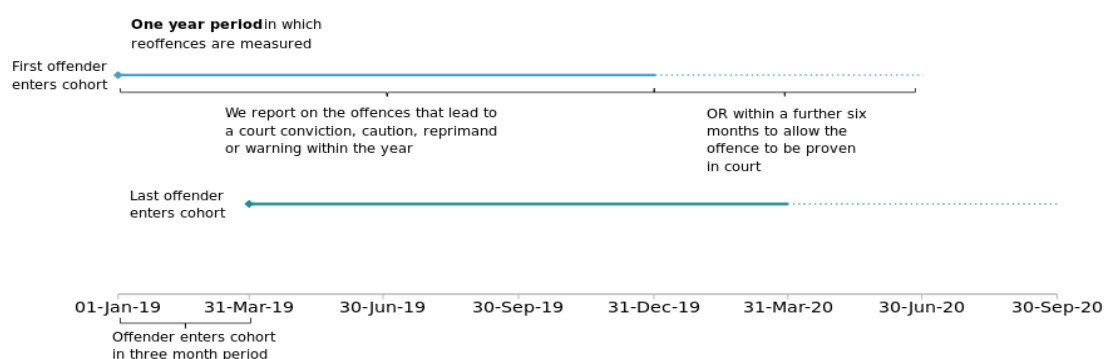 One year period in which
reoffences are measured
First offender
enters cohort
We report on the offences that lead to
a court conviction, caution, reprimand
or warning within the year
OR within a further six
months to allow the
offence to be proven
in court
Last offender
enters cohort
01-Jan-19 31-Mar-19 30-Jun-19 30-Sep-19 31-Dec-19 31-Mar-20 30-Jun-20 30-Sep-20
Offender enters cohort
in three month period